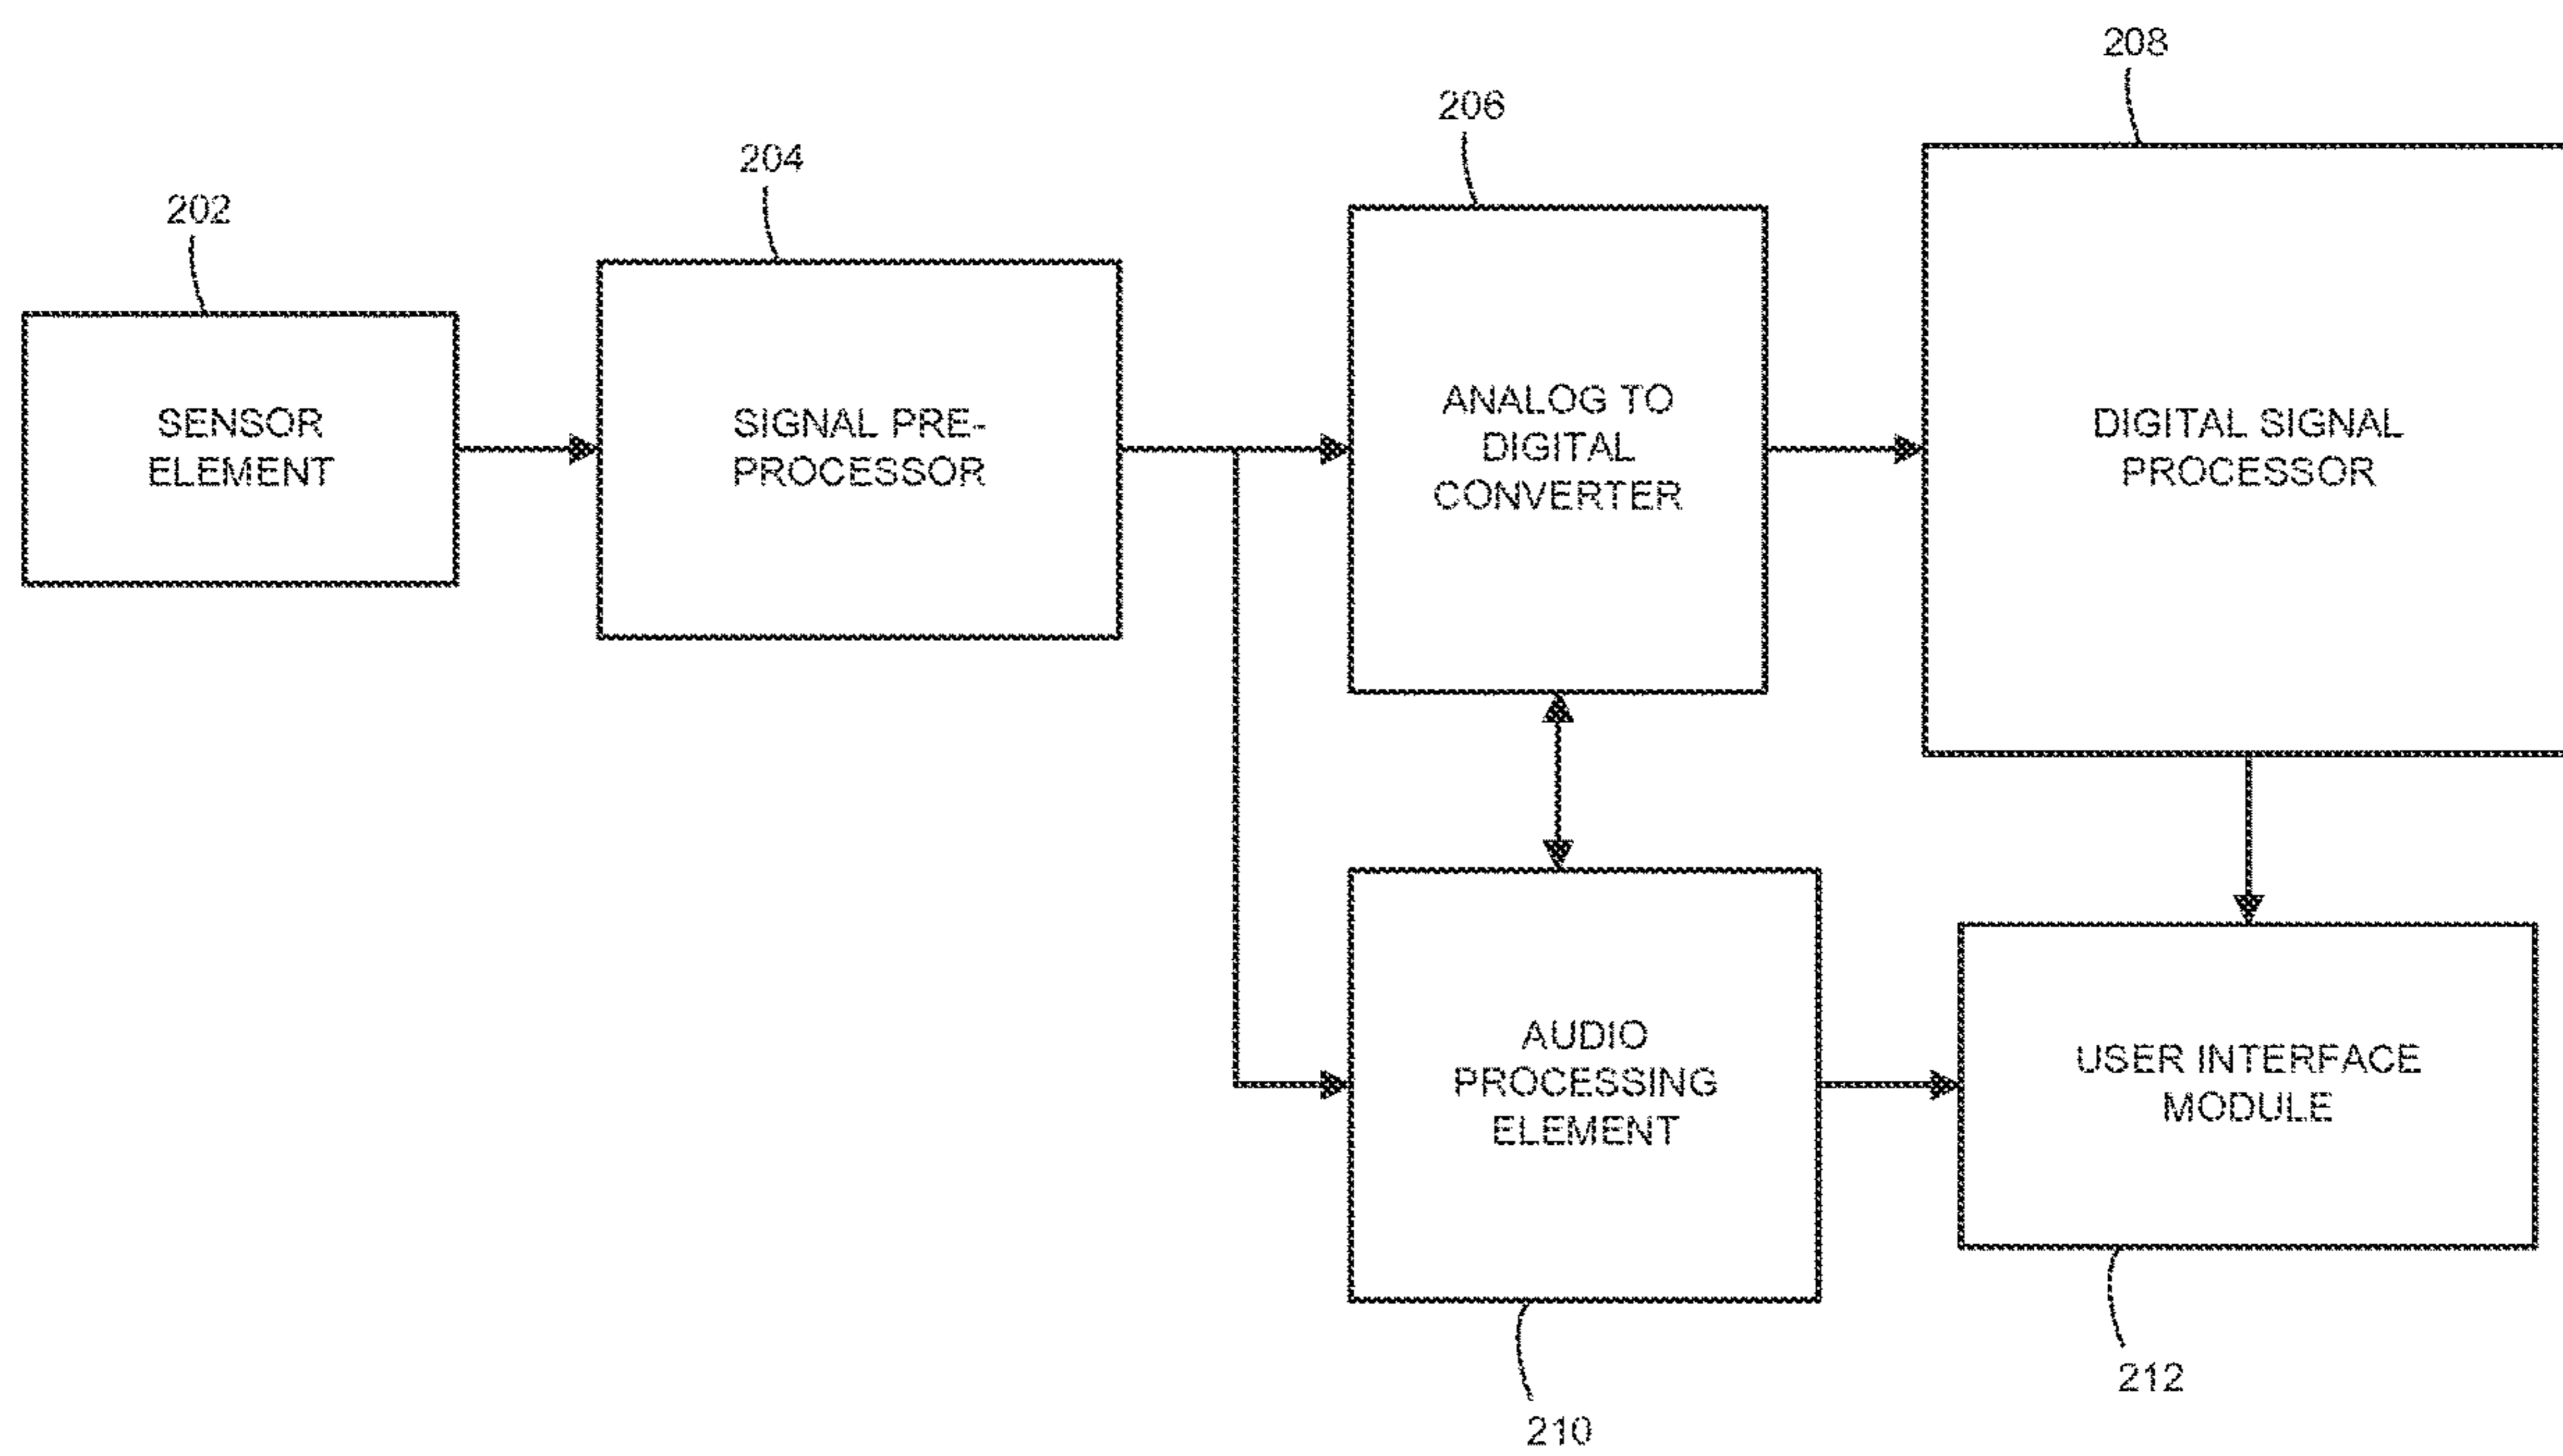 208
206
204
202
SENSOR
ELEMENT
SIGNAL PRE-
PROCESSOR
ANALOG TO
DIGITAL
CONVERTER
DIGITAL SIGNAL
PROCESSOR
AUDIO
PROCESSING
ELEMENT
USER INTERFACE
MODULE
212
210